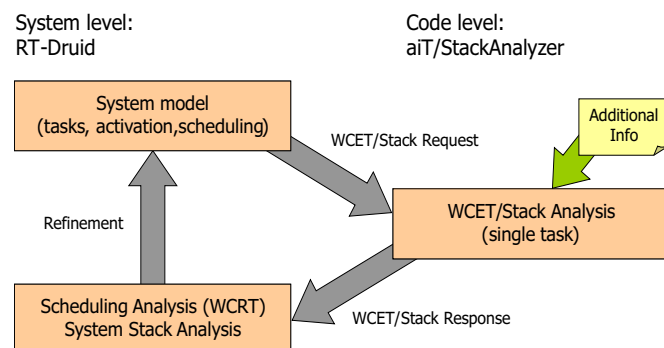 System level:
RT-Druid
Code level:
aiT/StackAnalyzer
System model
(tasks, activation,scheduling)
Additional
Info
WCET/Stack Request
WCET/Stack Analysis
(single task)
Refinement
Scheduling Analysis (WCRT)
System Stack Analysis
WCET/Stack Response